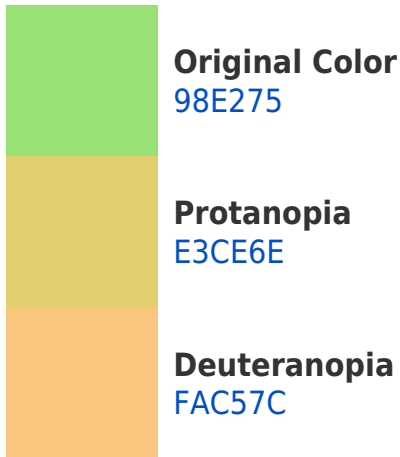 Original Color
98E275
Protanopia
E3CE6E
Deuteranopia
FAC57C